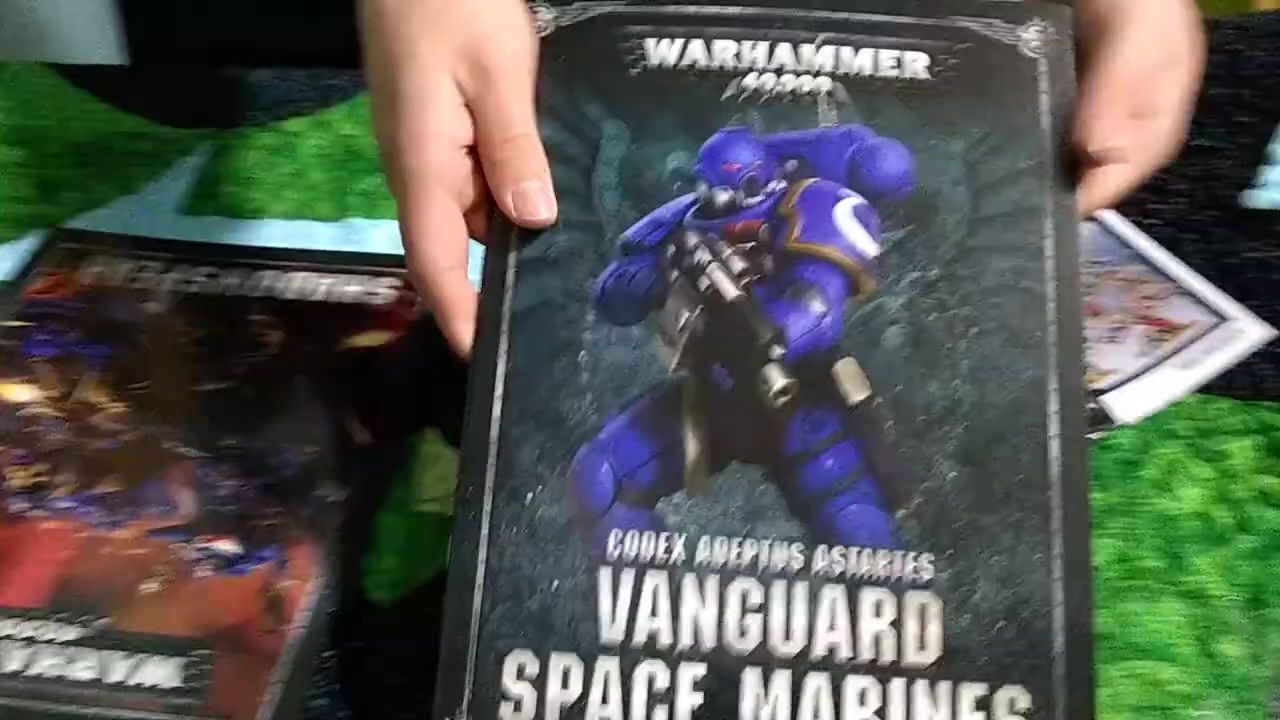 WARHAMMER
40,000
CODEX ADEPTUS ASTARTES
VANGUARD
SPACE MARINES